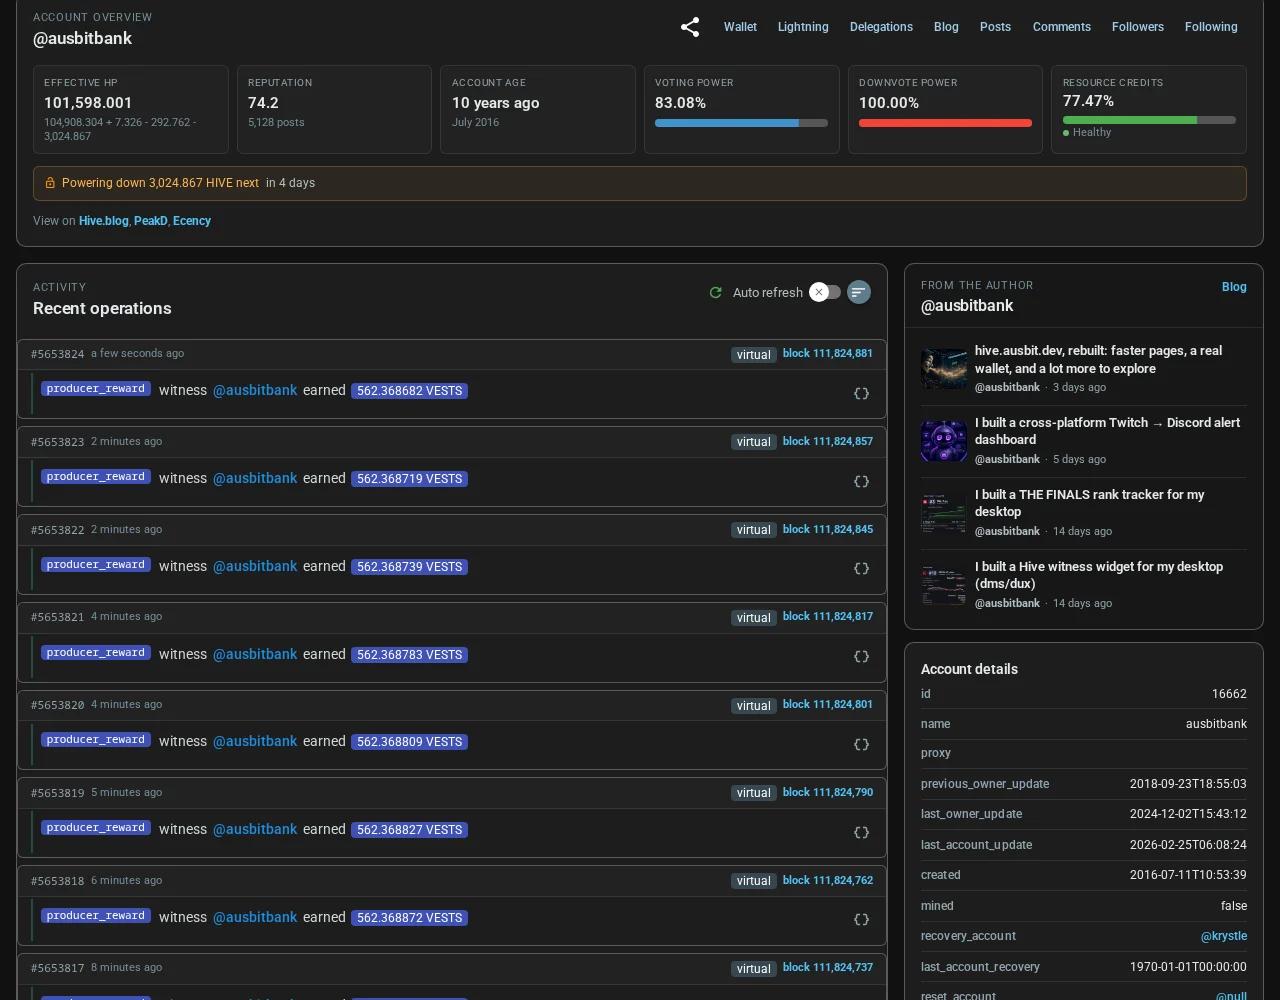 ACCOUNT OVERVIEW
@ausbitbank
Wallet Lightning Delegations Blog Posts Comments Followers Following
EFFECTIVE HP
101,598.001
104,908.304 + 7.326 - 292.762 -
3,024.867
REPUTATION
74.2
5,128 posts
ACCOUNT AGE
10 years ago
July 2016
VOTING POWER
83.08%
DOWNVOTE POWER
100.00%
RESOURCE CREDITS
77.47%
Healthy
Powering down 3,024.867 HIVE next in 4 days
View on Hive.blog, PeakD, Ecency
ACTIVITY
Recent operations
Auto refresh
#5653824 a few seconds ago virtual block 111,824,881
producer_reward witness @ausbitbank earned 562.368682 VESTS {}
#5653823 2 minutes ago virtual block 111,824,857
producer_reward witness @ausbitbank earned 562.368719 VESTS {}
#5653822 2 minutes ago virtual block 111,824,845
producer_reward witness @ausbitbank earned 562.368739 VESTS {}
#5653821 4 minutes ago virtual block 111,824,817
producer_reward witness @ausbitbank earned 562.368783 VESTS {}
#5653820 4 minutes ago virtual block 111,824,801
producer_reward witness @ausbitbank earned 562.368809 VESTS {}
#5653819 5 minutes ago virtual block 111,824,790
producer_reward witness @ausbitbank earned 562.368827 VESTS {}
#5653818 6 minutes ago virtual block 111,824,762
producer_reward witness @ausbitbank earned 562.368872 VESTS {}
#5653817 8 minutes ago virtual block 111,824,737
FROM THE AUTHOR
@ausbitbank
Blog
hive.ausbit.dev, rebuilt: faster pages, a real
wallet, and a lot more to explore
@ausbitbank · 3 days ago
I built a cross-platform Twitch → Discord alert
dashboard
@ausbitbank · 5 days ago
I built a THE FINALS rank tracker for my
desktop
@ausbitbank · 14 days ago
I built a Hive witness widget for my desktop
(dms/dux)
@ausbitbank · 14 days ago
Account details
id 16662
name ausbitbank
proxy
previous_owner_update 2018-09-23T18:55:03
last_owner_update 2024-12-02T15:43:12
last_account_update 2026-02-25T06:08:24
created 2016-07-11T10:53:39
mined false
recovery_account @krystle
last_account_recovery 1970-01-01T00:00:00
reset_account @null